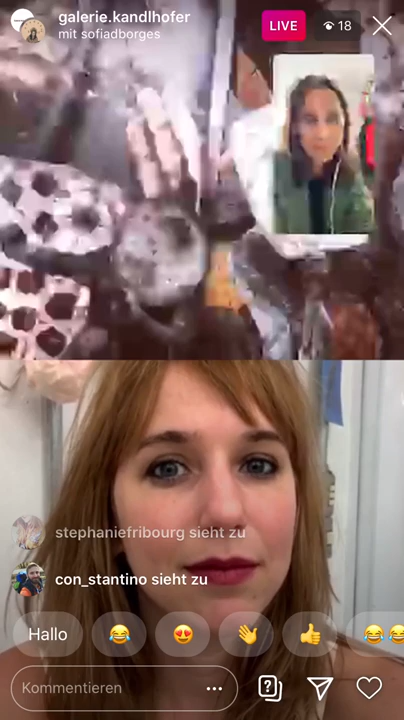 galerie.kandlhofer
LIVE
18
mit sofiadborges
stephaniefribourg sieht zu
con_stantino sieht zu
Hallo
Kommentieren